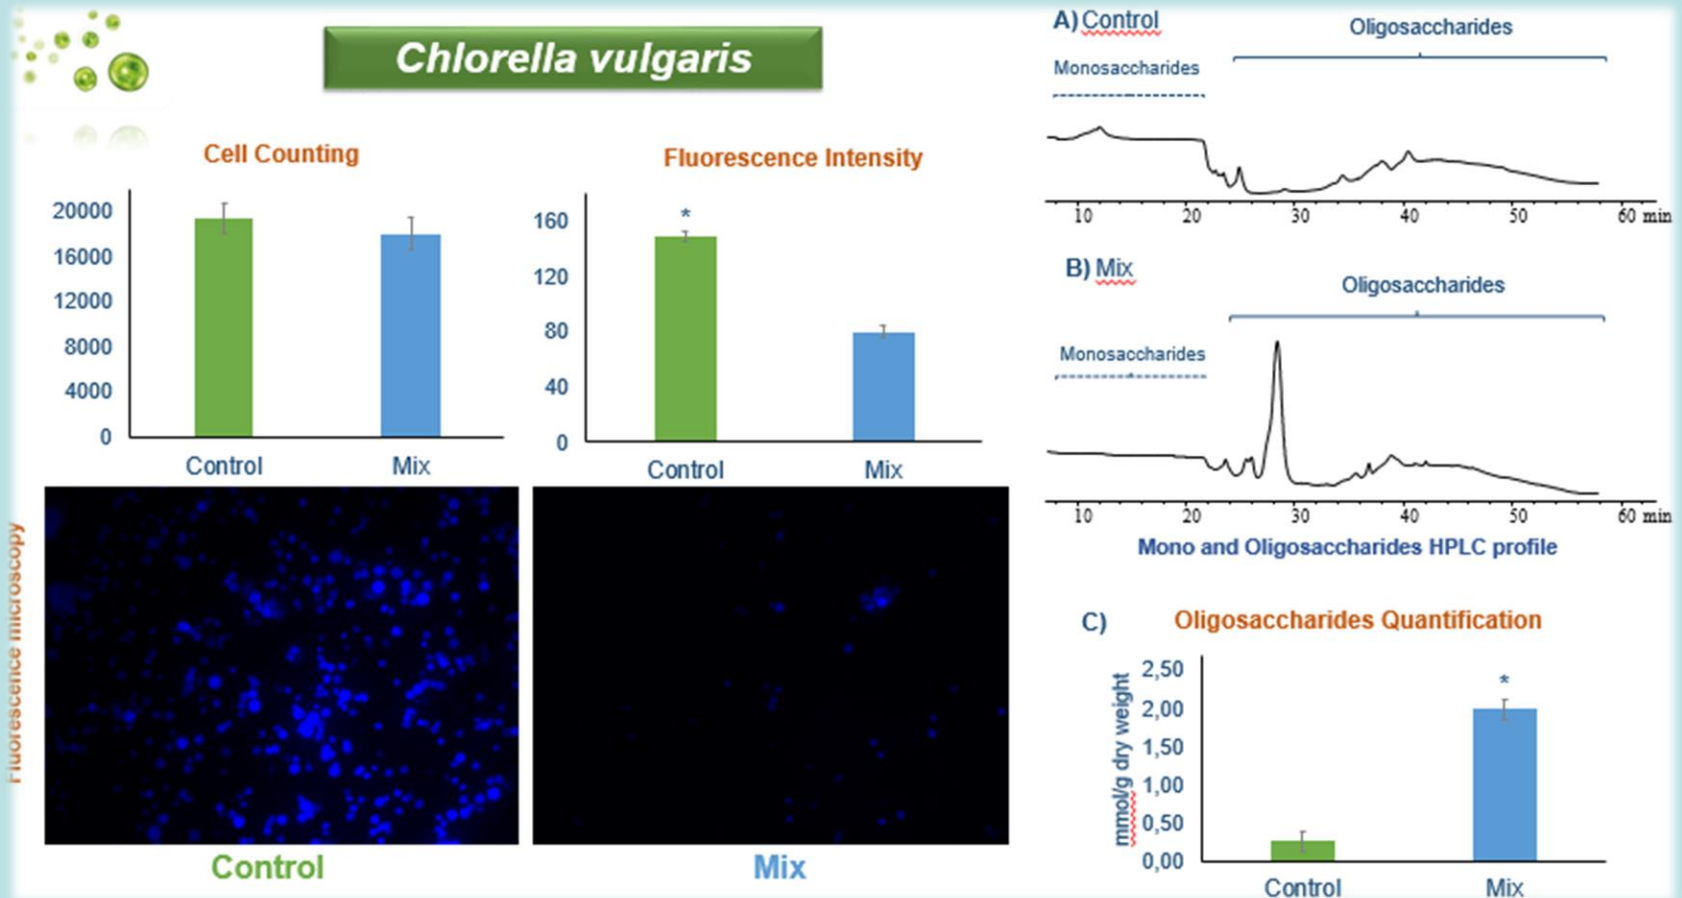 Chlorella vulgaris
Cell Counting
20000
16000
12000
8000
4000
0
Control Mix
Fluorescence Intensity
*
160
120
80
40
0
Control Mix
Fluorescence microscopy
Control
Mix
A) Control
Oligosaccharides
Monosaccharides
10 20 30 40 50 60 min
B) Mix
Oligosaccharides
Monosaccharides
10 20 30 40 50 60 min
Mono and Oligosaccharides HPLC profile
C) Oligosaccharides Quantification
mmol/g dry weight
2,50
*
2,00
1,50
1,00
0,50
0,00
Control Mix